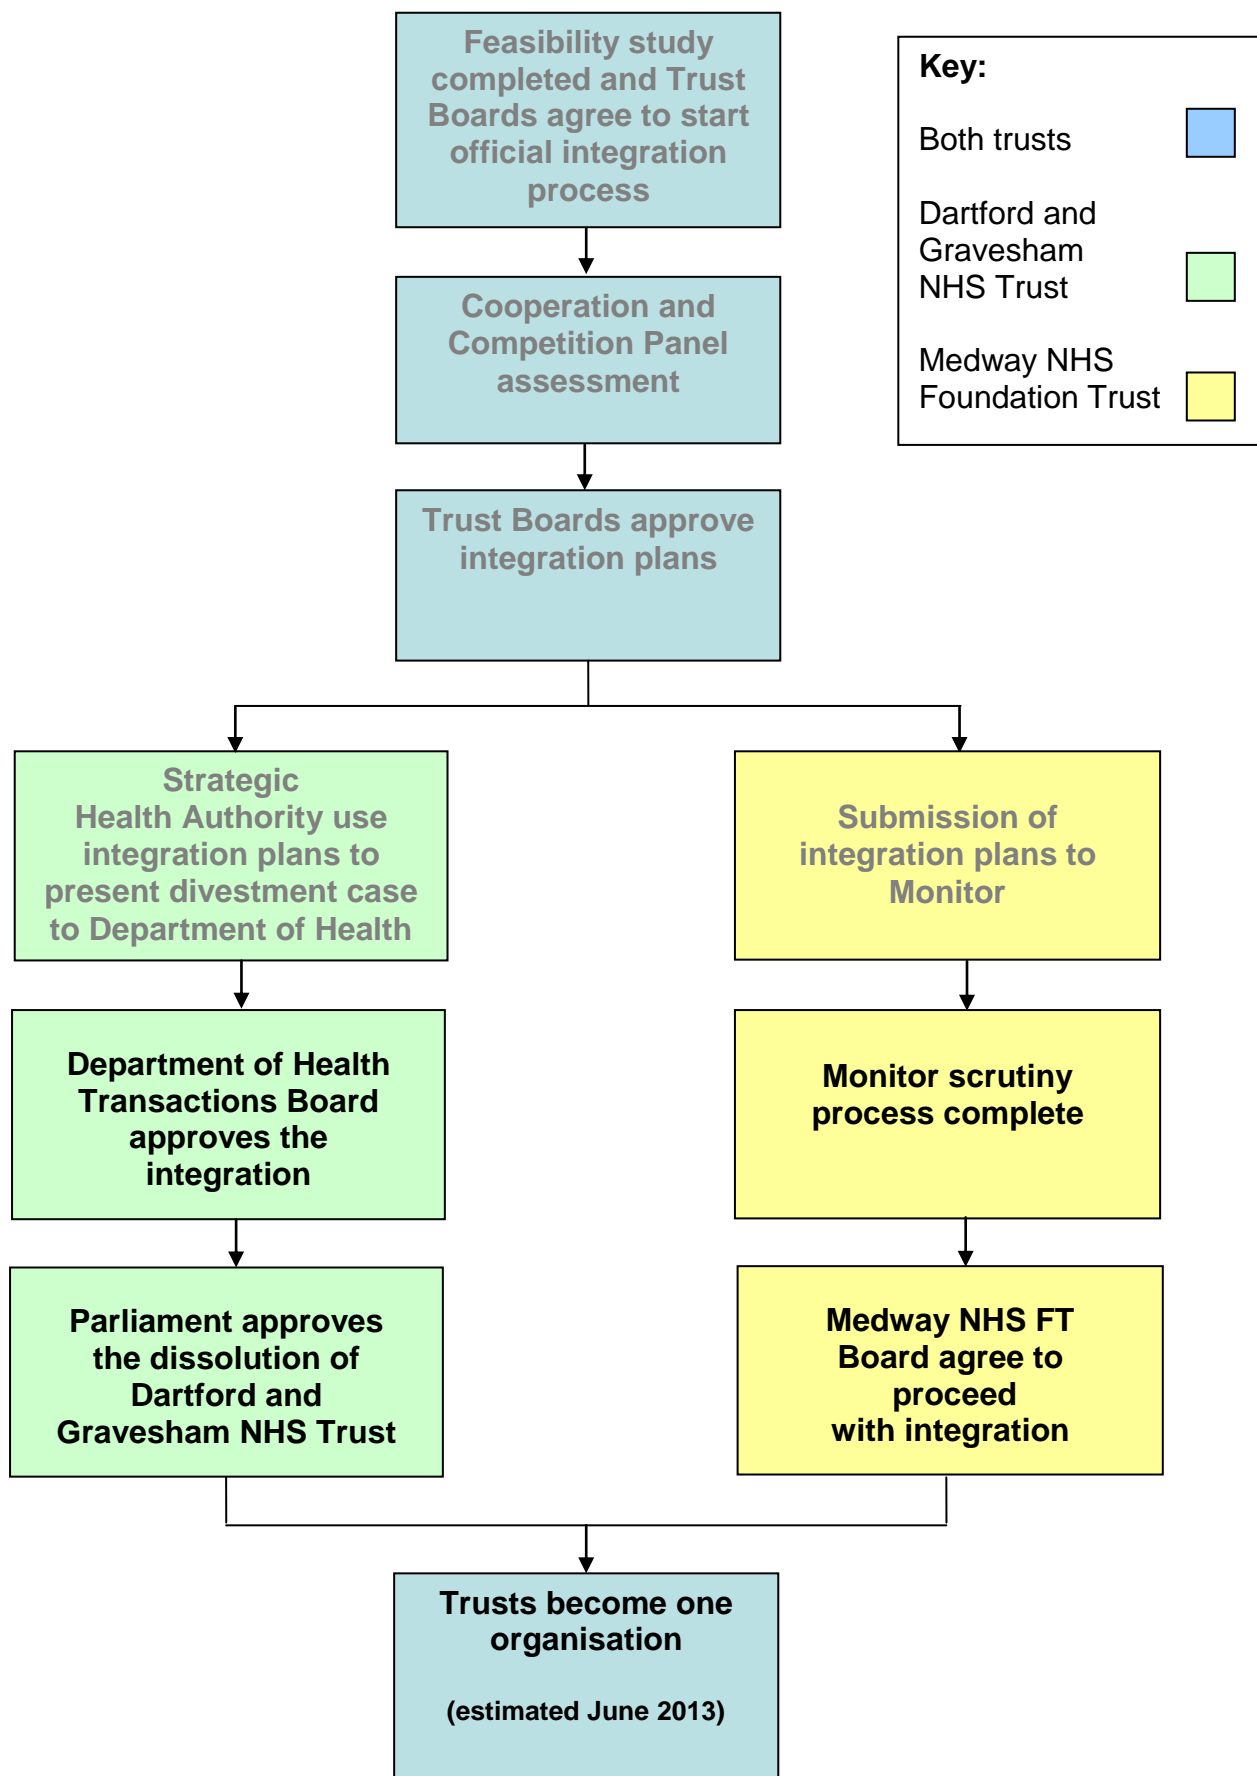 Feasibility study
completed and Trust
Boards agree to start
official integration
process
Key:
Both trusts
Dartford and
Gravesham
NHS Trust
Medway NHS
Foundation Trust
Cooperation and
Competition Panel
assessment
Trust Boards approve
integration plans
Strategic
Health Authority use
integration plans to
present divestment case
to Department of Health
Submission of
integration plans to
Monitor
Department of Health
Transactions Board
approves the
integration
Monitor scrutiny
process complete
Parliament approves
the dissolution of
Dartford and
Gravesham NHS Trust
Medway NHS FT
Board agree to
proceed
with integration
Trusts become one
organisation
(estimated June 2013)